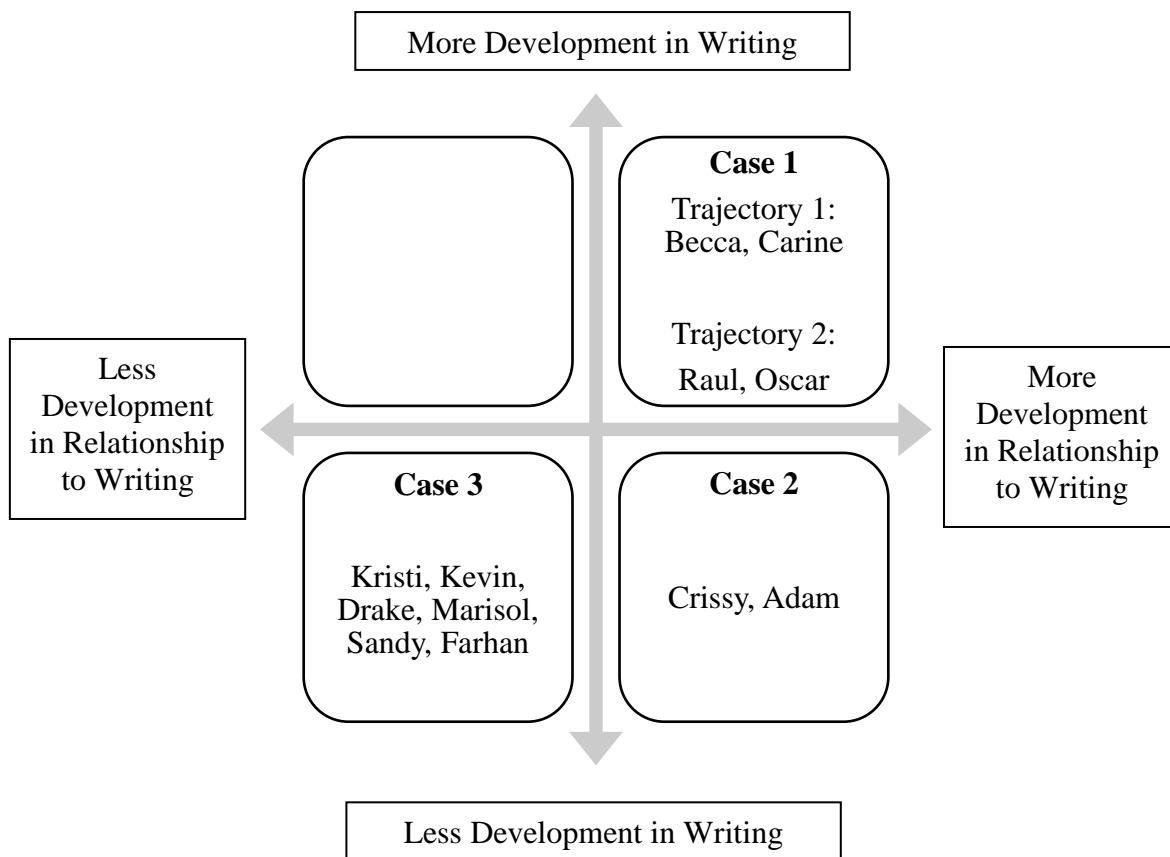 More Development in Writing
Case 1
Trajectory 1:
Becca, Carine
Trajectory 2:
Raul, Oscar
Less
Development
in Relationship
to Writing
More
Development
in Relationship
to Writing
Case 3
Kristi, Kevin,
Drake, Marisol,
Sandy, Farhan
Case 2
Crissy, Adam
Less Development in Writing